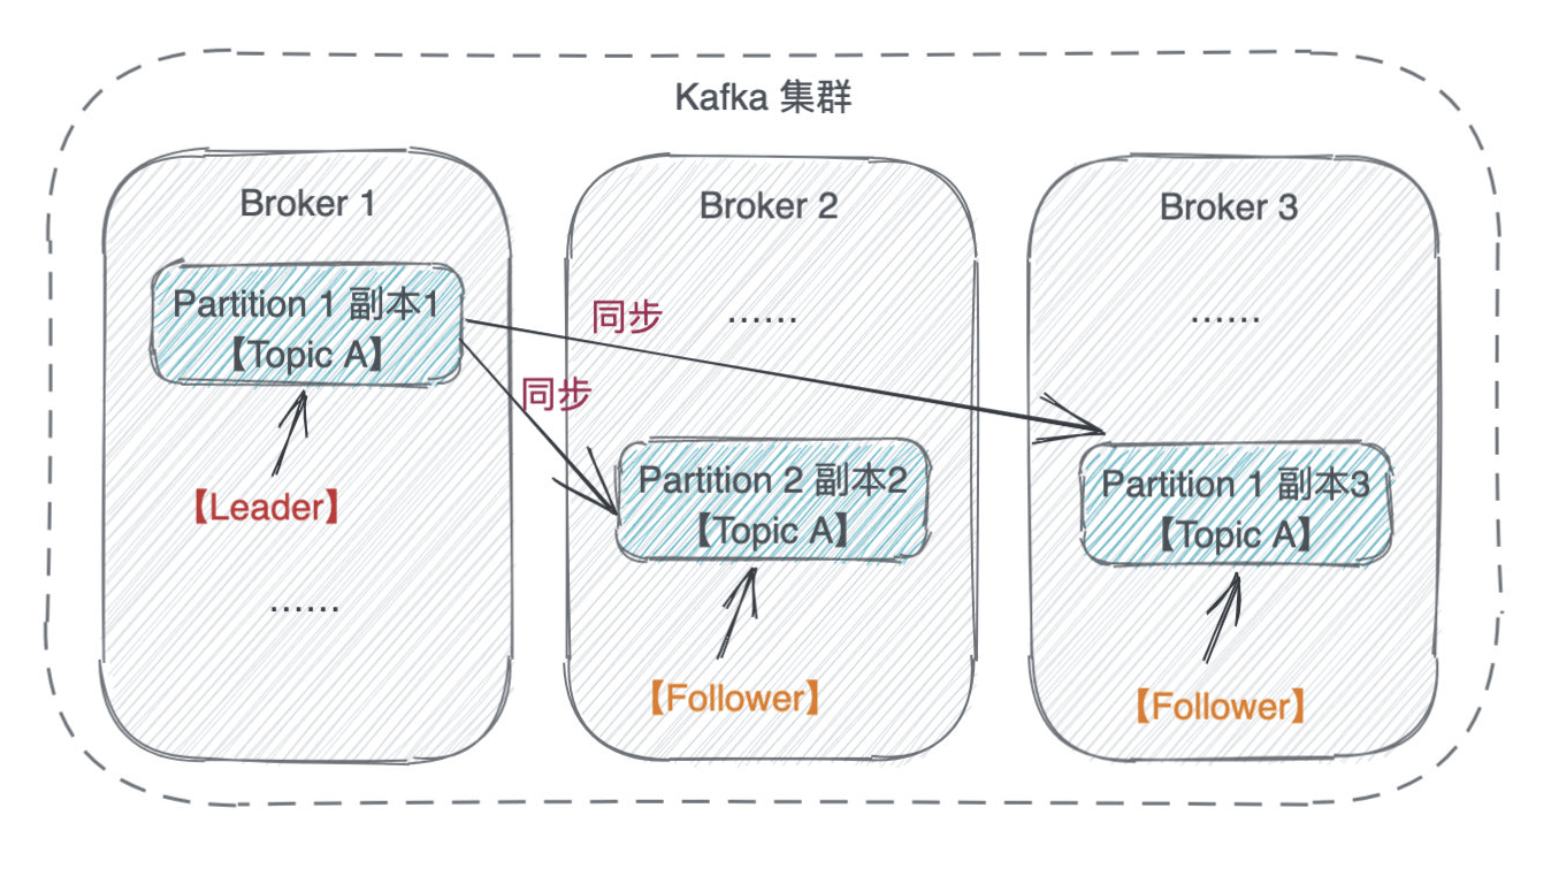 Kafka 集群
Broker 1
Partition 1 副本1
【Topic A】
【Leader】
......
同步
同步
Broker 2
......
Partition 2 副本2
【Topic A】
【Follower】
Broker 3
......
Partition 1 副本3
【Topic A】
【Follower】